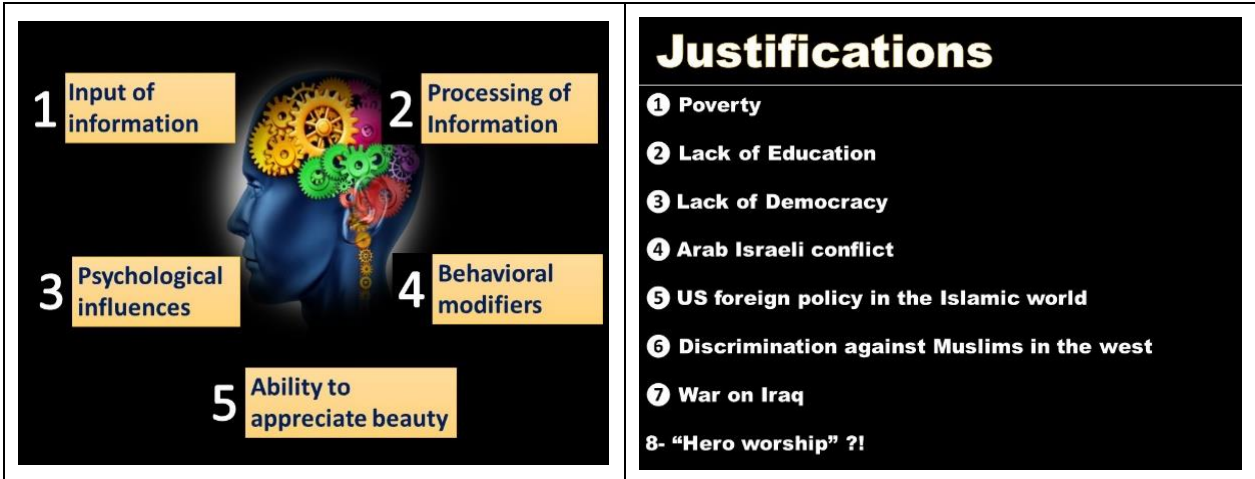 1 Input of
information
2 Processing of
Information
3 Psychological
influences
4 Behavioral
modifiers
5 Ability to
appreciate beauty
Justifications
❶ Poverty
❷ Lack of Education
❸ Lack of Democracy
❹ Arab Israeli conflict
❺ US foreign policy in the Islamic world
❻ Discrimination against Muslims in the west
❼ War on Iraq
8- “Hero worship” ?!